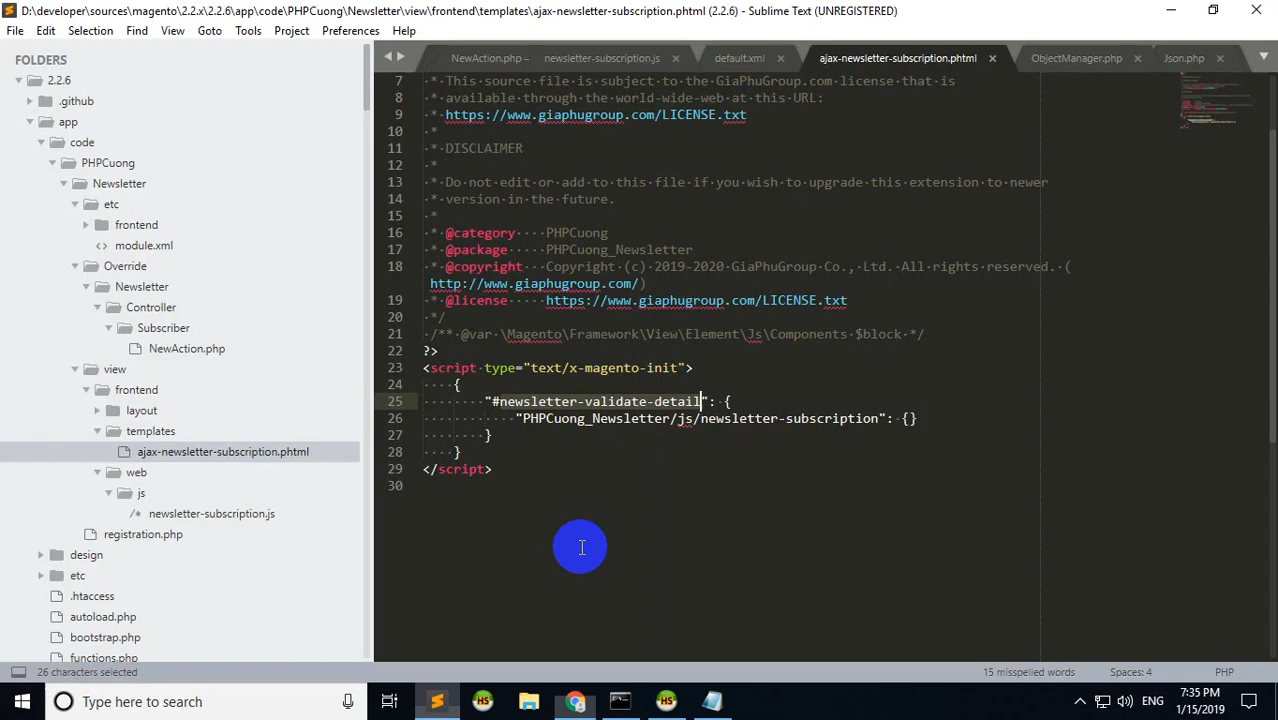 D:\developer\sources\magento\2.2.x\2.2.6\app\code\PHPCuong\Newsletter\view\frontend\templates\ajax-newsletter-subscription.phtml (2.2.6) - Sublime Text (UNREGISTERED)
File Edit Selection Find View Goto Tools Project Preferences Help
FOLDERS
2.2.6
.github
app
code
PHPCuong
Newsletter
etc
frontend
module.xml
Override
Newsletter
Controller
Subscriber
NewAction.php
view
frontend
layout
templates
ajax-newsletter-subscription.phtml
web
js
newsletter-subscription.js
registration.php
design
etc
.htaccess
autoload.php
bootstrap.php
functions.php
NewAction.php newsletter-subscription.js default.xml ajax-newsletter-subscription.phtml ObjectManager.php Json.php
7 * This source file is subject to the GiaPhuGroup.com license that is
8 * available through the world-wide-web at this URL:
9 * https://www.giaphugroup.com/LICENSE.txt
10 *
11 * DISCLAIMER
12 *
13 * Do not edit or add to this file if you wish to upgrade this extension to newer
14 * version in the future.
15 *
16 * @category    PHPCuong
17 * @package     PHPCuong_Newsletter
18 * @copyright   Copyright (c) 2019-2020 GiaPhuGroup Co., Ltd. All rights reserved. (
http://www.giaphugroup.com/)
19 * @license     https://www.giaphugroup.com/LICENSE.txt
20 */
21 /** @var \Magento\Framework\View\Element\Js\Components $block */
22 ?>
23 <script type="text/x-magento-init">
24 {
25 "#newsletter-validate-detail": {
26 "PHPCuong_Newsletter/js/newsletter-subscription": {}
27 }
28 }
29 </script>
30
26 characters selected 15 misspelled words Spaces: 4 PHP
Type here to search ENG 7:35 PM
1/15/2019